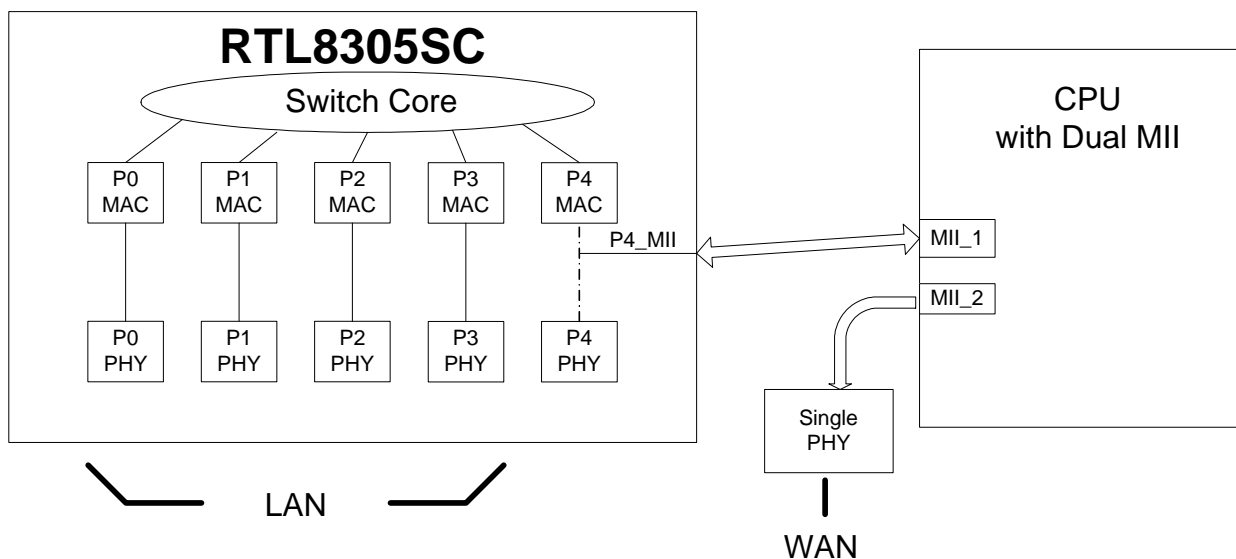 RTL8305SC
Switch Core
P0
MAC
P1
MAC
P2
MAC
P3
MAC
P4
MAC
P4_MII
P0
PHY
P1
PHY
P2
PHY
P3
PHY
P4
PHY
CPU
with Dual MII
MII_1
MII_2
Single
PHY
LAN
WAN